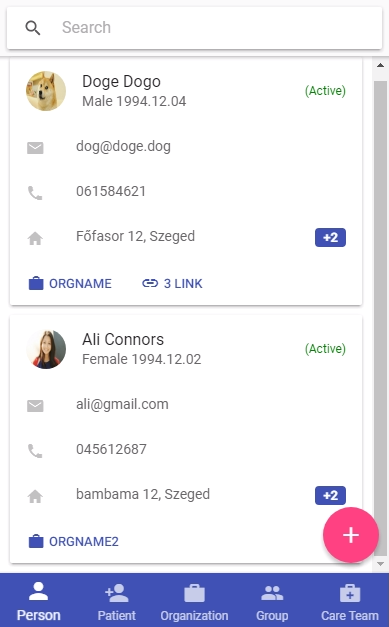 Search
Doge Dogo
Male 1994.12.04
(Active)
dog@doge.dog
061584621
Főfasor 12, Szeged
+2
ORGNAME
3 LINK
Ali Connors
Female 1994.12.02
(Active)
ali@gmail.com
045612687
bambama 12, Szeged
+2
ORGNAME2
Person
Patient
Organization
Group
Care Team